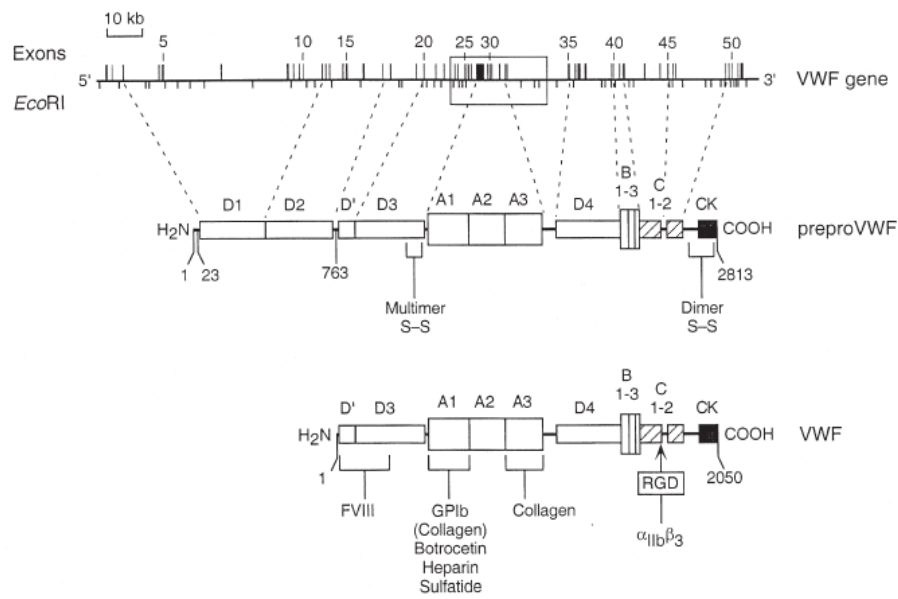 10 kb
Exons 5 10 15 20 25 30 35 40 45 50
5' 3' VWF gene
EcoRI
B
1-3 C
1-2
D1 D2 D' D3 A1 A2 A3 D4 CK
H₂N COOH preproVWF
1 23 763 2813
Multimer
S–S
Dimer
S–S
B
1-3 C
1-2
D' D3 A1 A2 A3 D4 CK
H₂N COOH VWF
1 2050
RGD
FVIII GPIb Collagen
(Collagen) αIIbβ3
Botrocetin
Heparin
Sulfatide